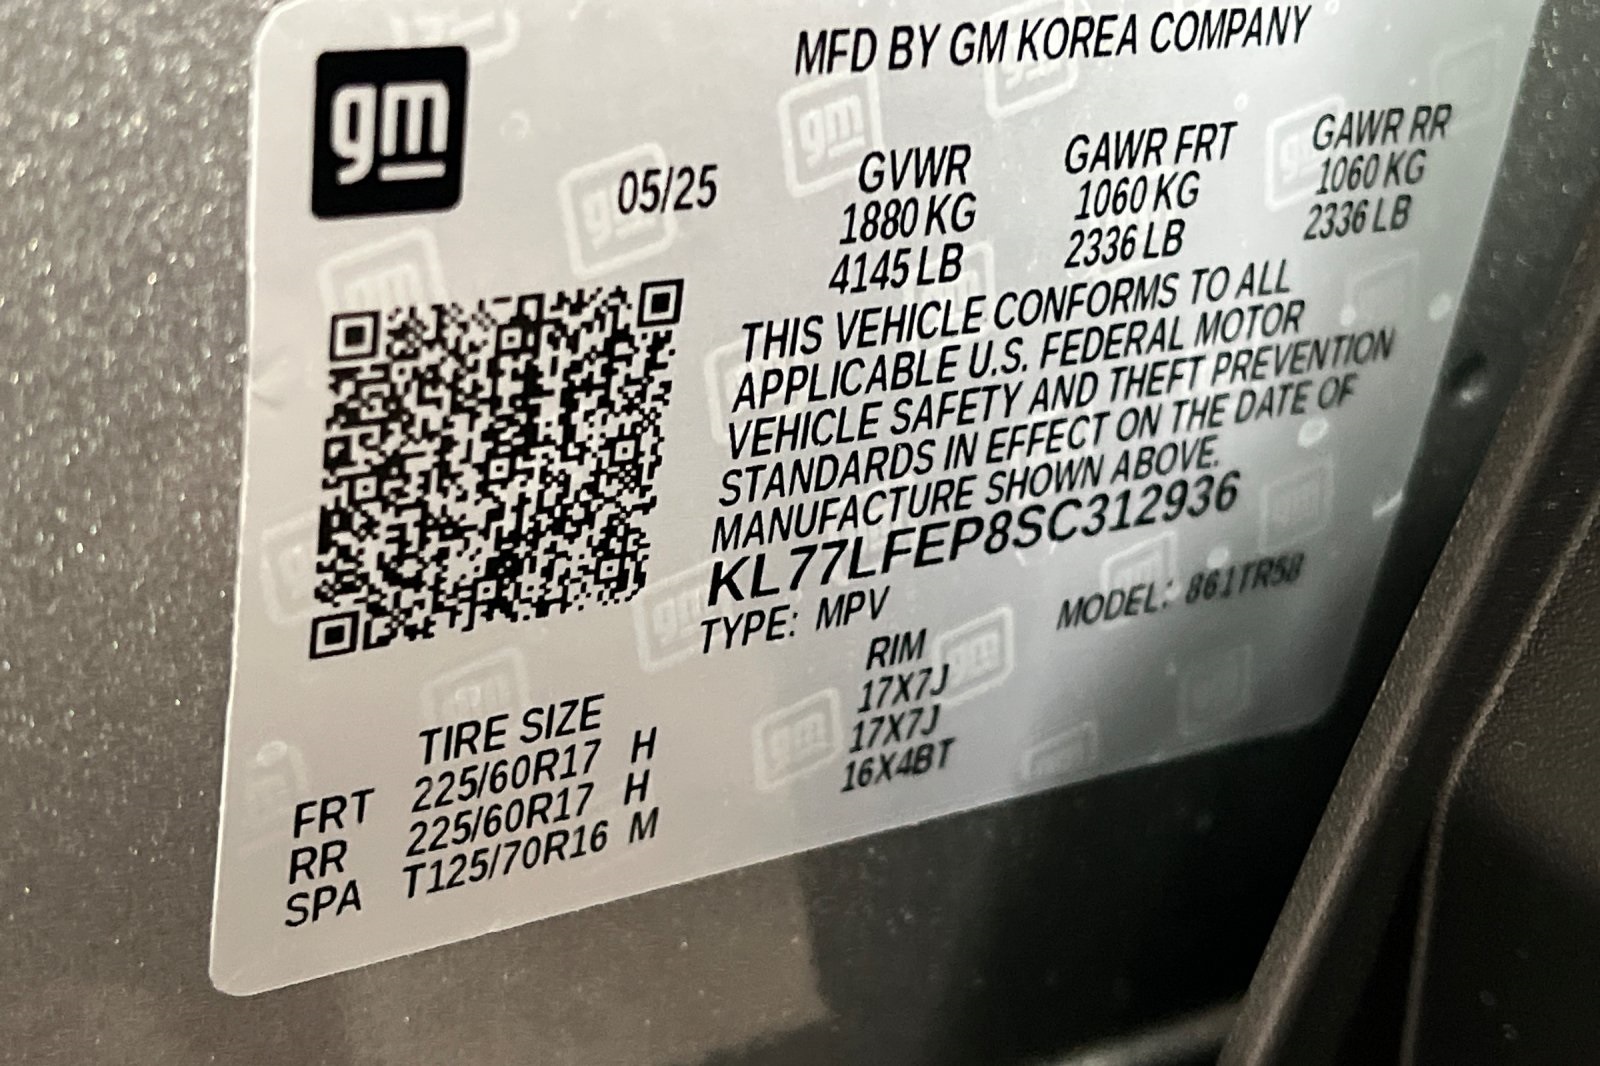 gm
MFD BY GM KOREA COMPANY
05/25
GVWR GAWR FRT GAWR RR
1880 KG 1060 KG 1060 KG
4145 LB 2336 LB 2336 LB
THIS VEHICLE CONFORMS TO ALL
APPLICABLE U.S. FEDERAL MOTOR
VEHICLE SAFETY AND THEFT PREVENTION
STANDARDS IN EFFECT ON THE DATE OF
MANUFACTURE SHOWN ABOVE.
KL77LFEP8SC312936
TYPE: MPV MODEL: 861TR58
TIRE SIZE RIM
FRT 225/60R17 H 17X7J
RR 225/60R17 H 17X7J
SPA T125/70R16 M 16X4BT